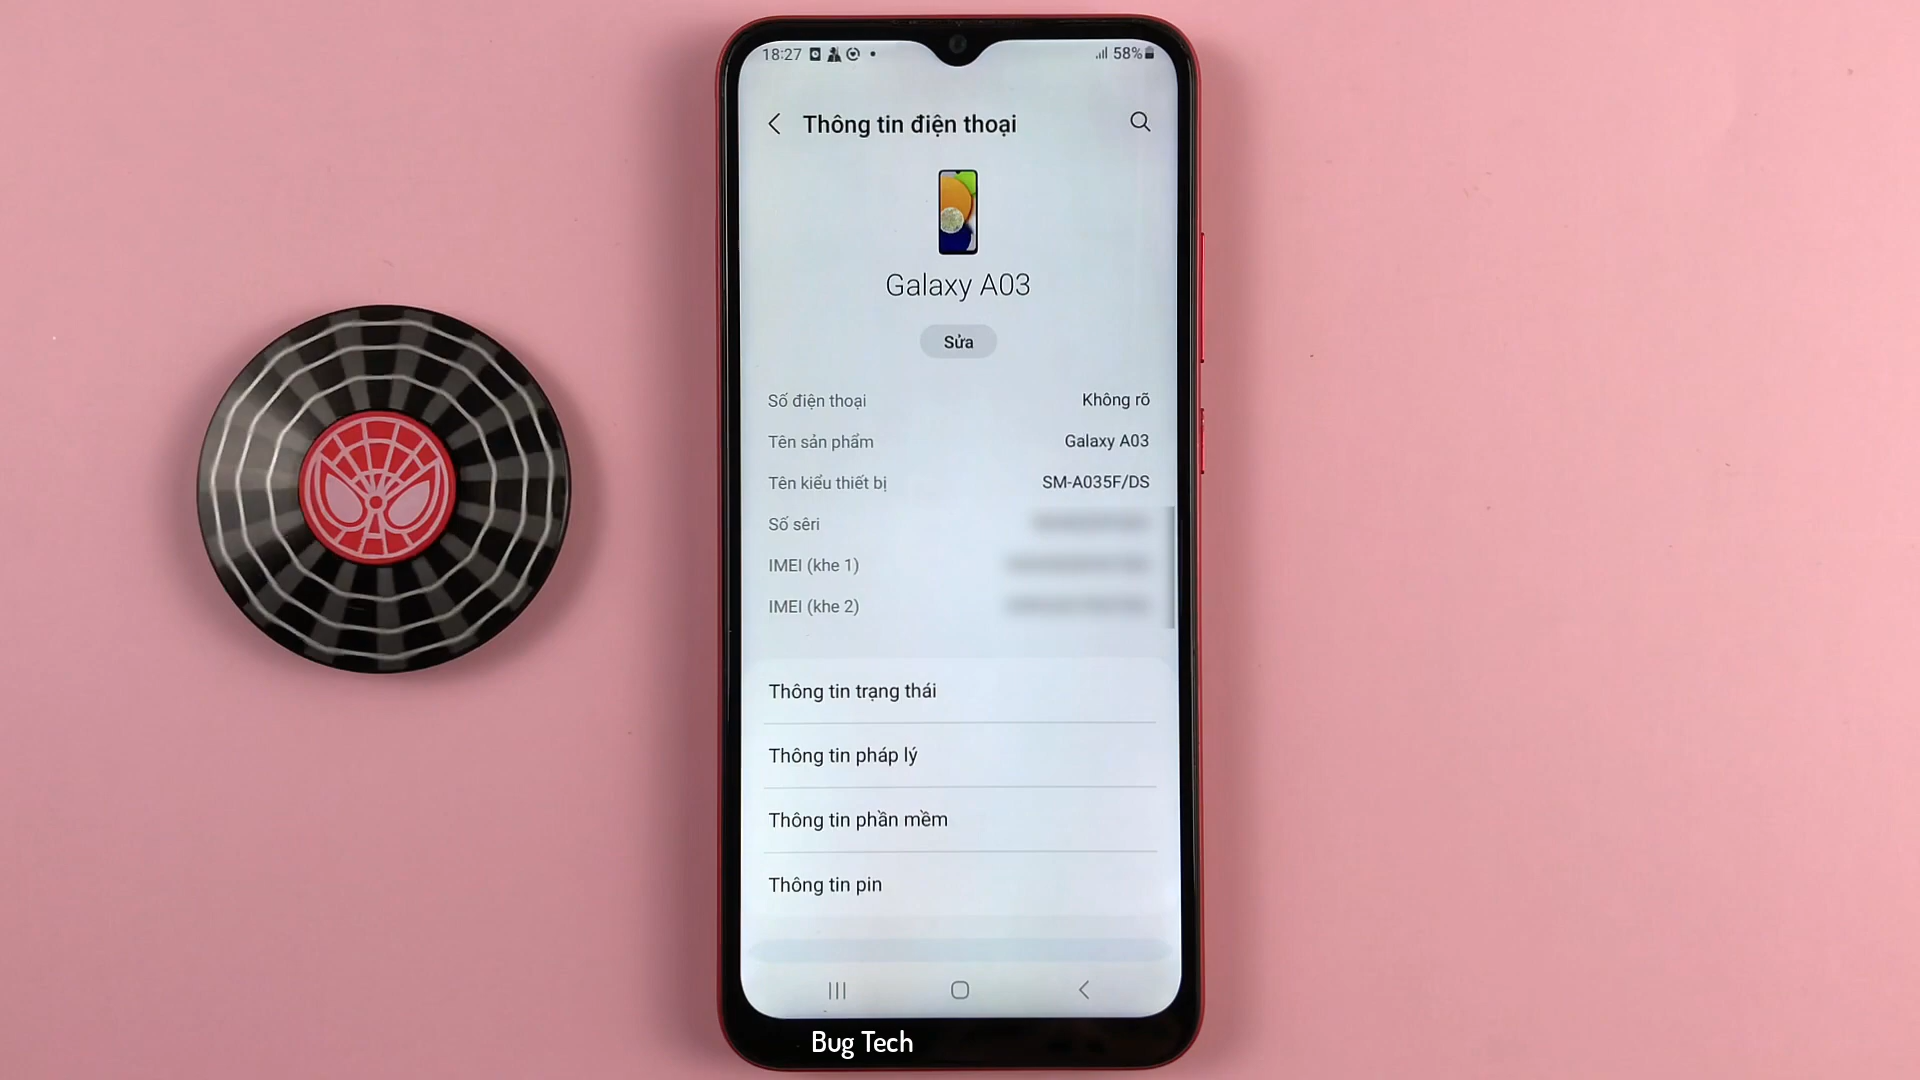 18:27
58%
Thông tin điện thoại
Galaxy A03
Sửa
Số điện thoại Không rõ
Tên sản phẩm Galaxy A03
Tên kiểu thiết bị SM-A035F/DS
Số sêri
IMEI (khe 1)
IMEI (khe 2)
Thông tin trạng thái
Thông tin pháp lý
Thông tin phần mềm
Thông tin pin
Bug Tech